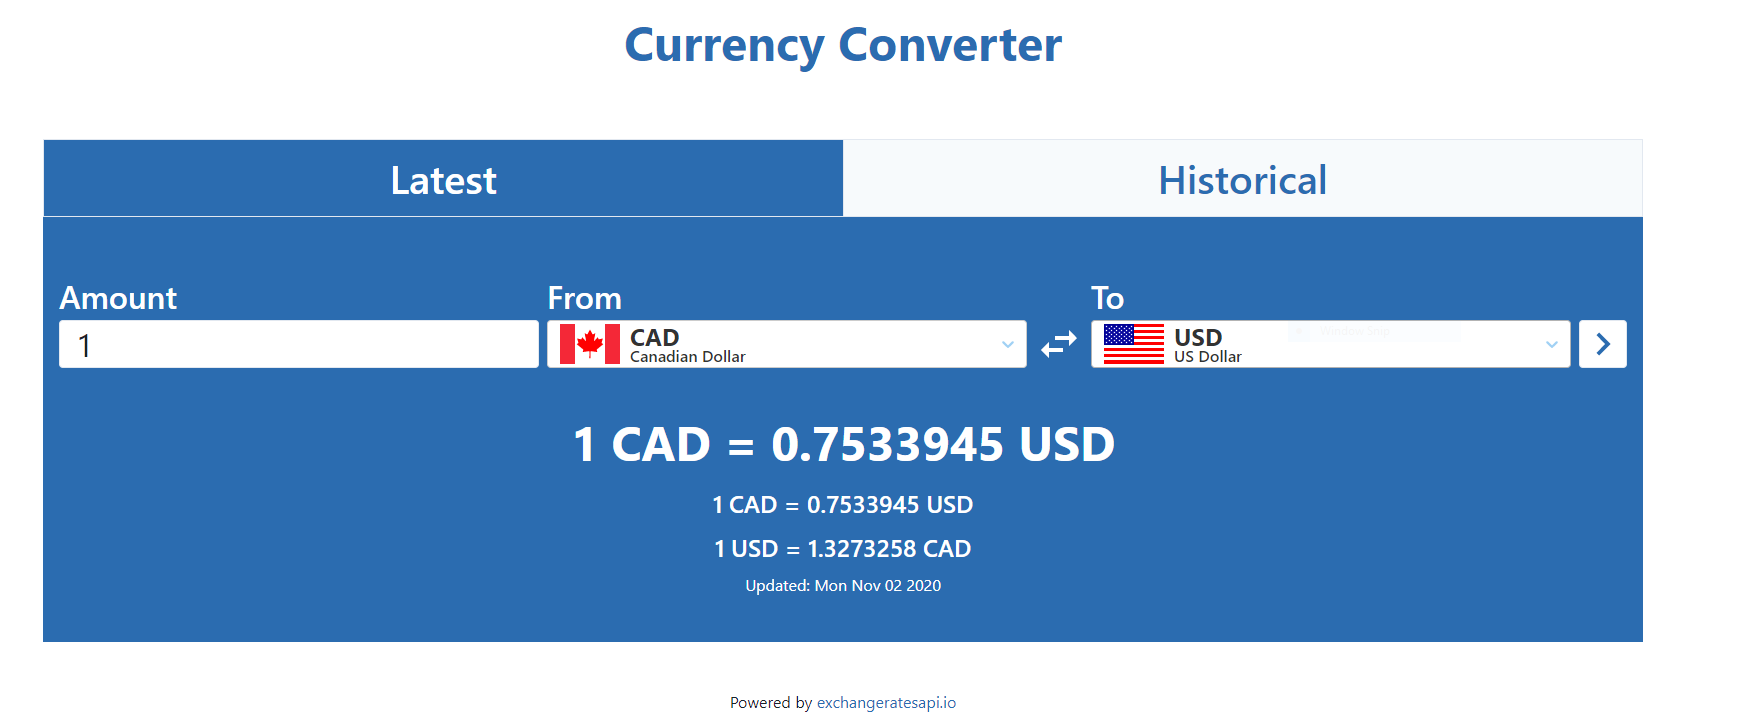 Currency Converter
Latest Historical
Amount From To
1 CAD USD
Canadian Dollar US Dollar
1 CAD = 0.7533945 USD
1 CAD = 0.7533945 USD
1 USD = 1.3273258 CAD
Updated: Mon Nov 02 2020
Powered by exchangeratesapi.io